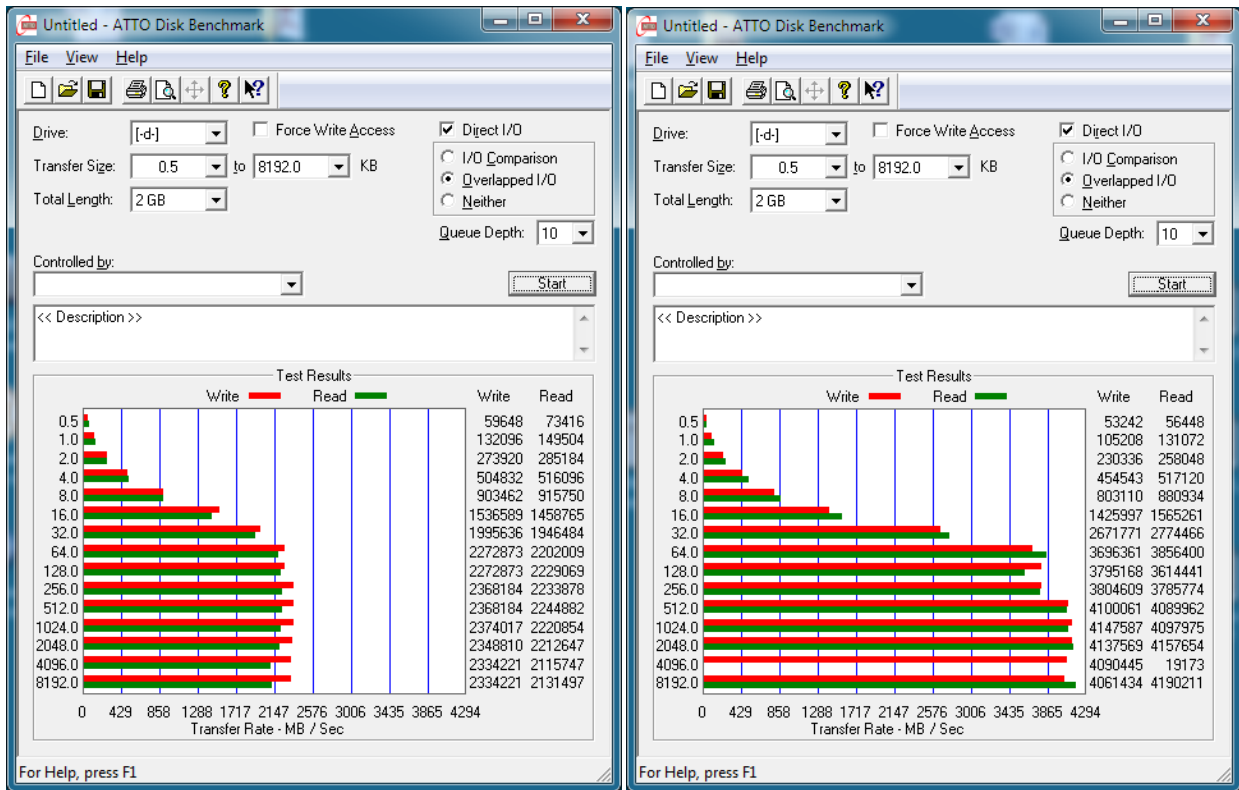 Untitled - ATTO Disk Benchmark
File View Help
Drive: [-d-] Force Write Access Direct I/O
Transfer Size: 0.5 to 8192.0 KB I/O Comparison
Overlapped I/O
Total Length: 2 GB Neither
Queue Depth: 10
Controlled by:
Start
<< Description >>
Test Results
Write Read Write Read
0.5 59648 73416
1.0 132096 149504
2.0 273920 285184
4.0 504832 516096
8.0 903462 915750
16.0 1536589 1458765
32.0 1995636 1946484
64.0 2272873 2202009
128.0 2272873 2229069
256.0 2368184 2233878
512.0 2368184 2244882
1024.0 2374017 2220854
2048.0 2348810 2212647
4096.0 2334221 2115747
8192.0 2334221 2131497
0 429 858 1288 1717 2147 2576 3006 3435 3865 4294
Transfer Rate - MB / Sec
For Help, press F1
Untitled - ATTO Disk Benchmark
File View Help
Drive: [-d-] Force Write Access Direct I/O
Transfer Size: 0.5 to 8192.0 KB I/O Comparison
Overlapped I/O
Total Length: 2 GB Neither
Queue Depth: 10
Controlled by:
Start
<< Description >>
Test Results
Write Read Write Read
0.5 53242 56448
1.0 105208 131072
2.0 230336 258048
4.0 454543 517120
8.0 803110 880934
16.0 1425997 1565261
32.0 2671771 2774466
64.0 3696361 3856400
128.0 3795168 3614441
256.0 3804609 3785774
512.0 4100061 4089962
1024.0 4147587 4097975
2048.0 4137569 4157654
4096.0 4090445 19173
8192.0 4061434 4190211
0 429 858 1288 1717 2147 2576 3006 3435 3865 4294
Transfer Rate - MB / Sec
For Help, press F1